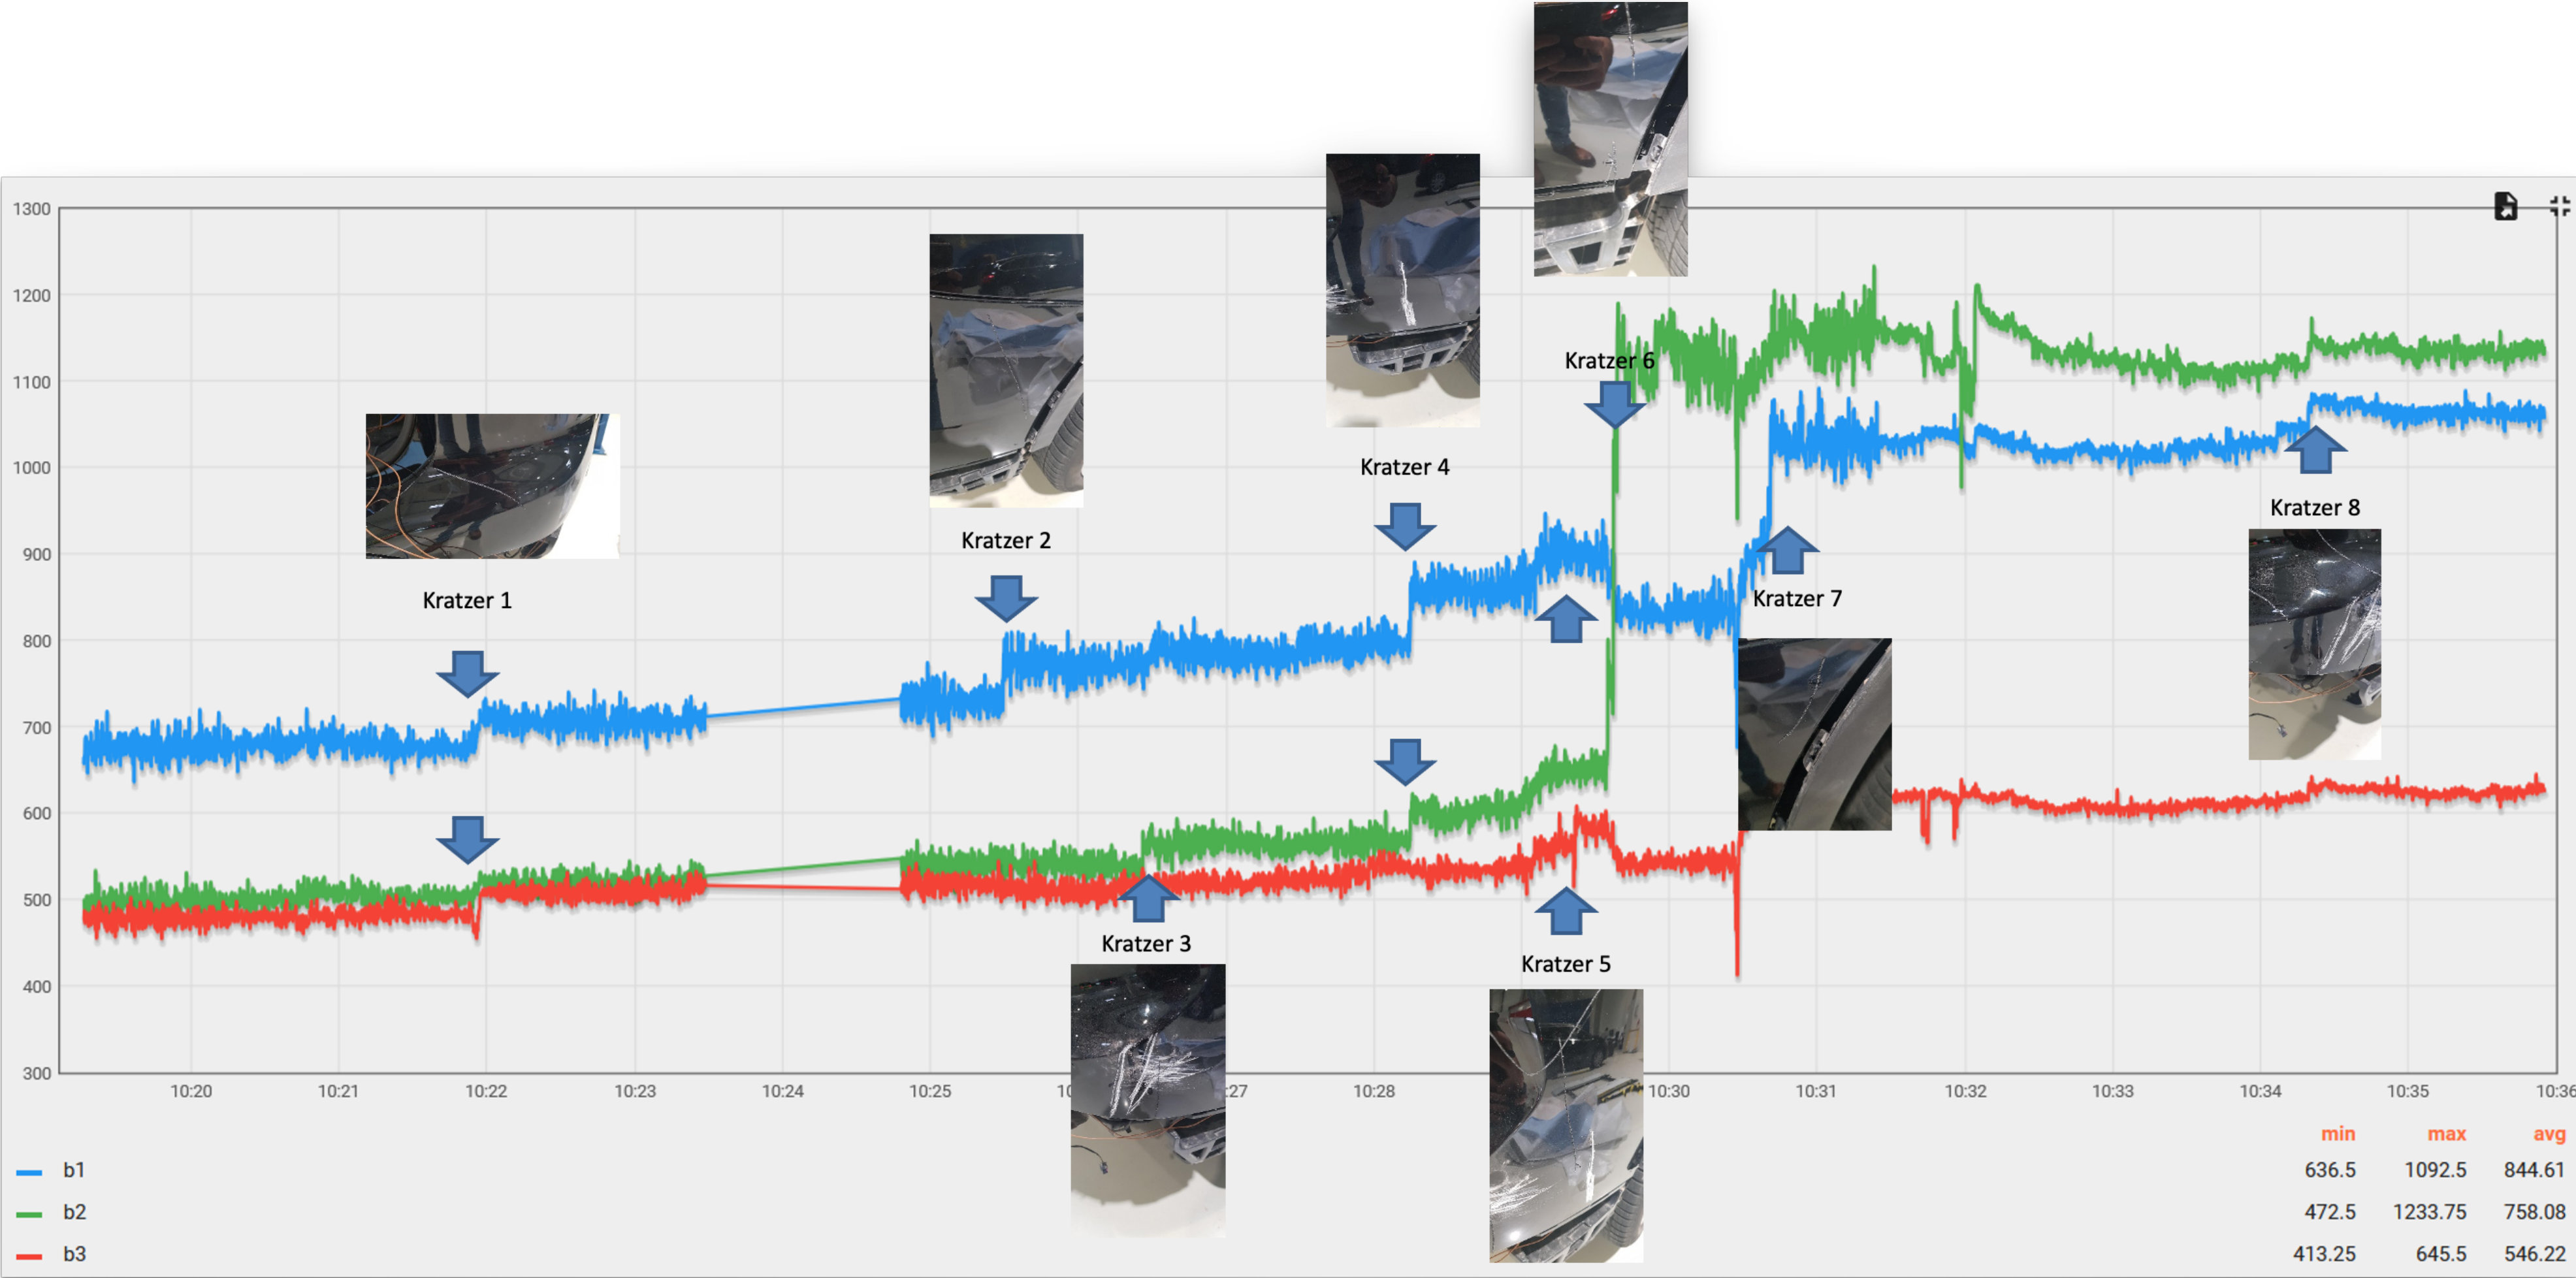 1300
1200
1100
1000
900
800
700
600
500
400
300
Kratzer 1
Kratzer 2
Kratzer 3
Kratzer 4
Kratzer 5
Kratzer 6
Kratzer 7
Kratzer 8
10:20 10:21 10:22 10:23 10:24 10:25 :27 10:28 10:30 10:31 10:32 10:33 10:34 10:35 10:36
min max avg
b1 636.5 1092.5 844.61
b2 472.5 1233.75 758.08
b3 413.25 645.5 546.22